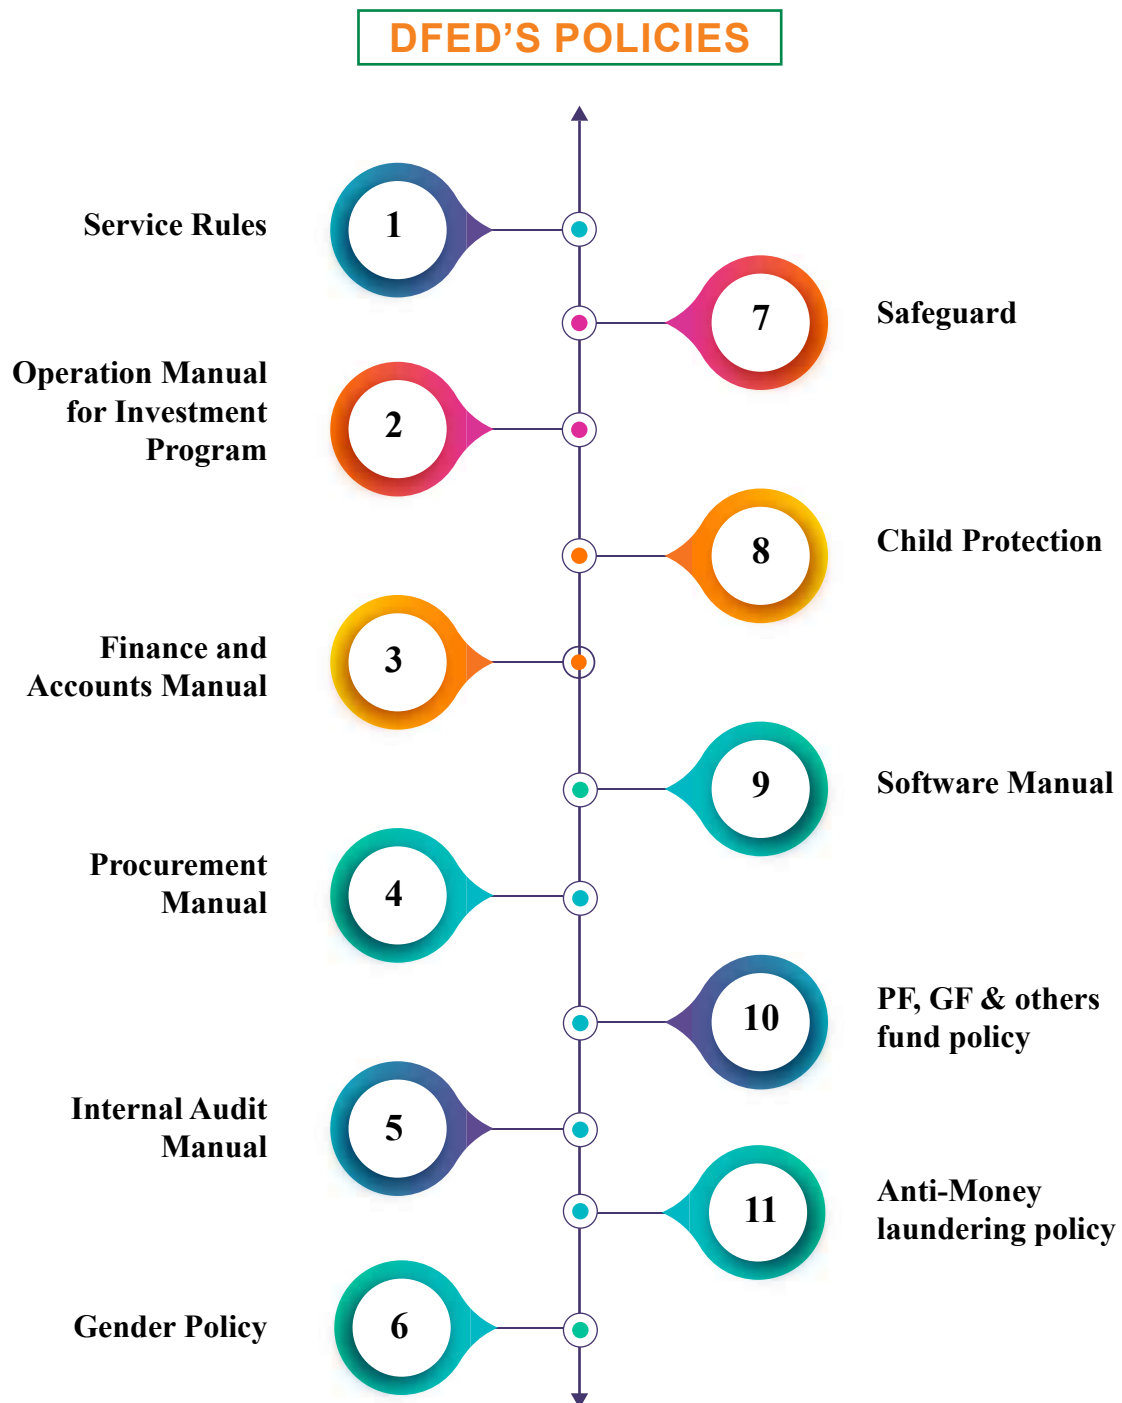 DFED'S POLICIES
1
Service Rules
2
Operation Manual
for Investment
Program
3
Finance and
Accounts Manual
4
Procurement
Manual
5
Internal Audit
Manual
6
Gender Policy
7
Safeguard
8
Child Protection
9
Software Manual
10
PF, GF & others
fund policy
11
Anti-Money
laundering policy